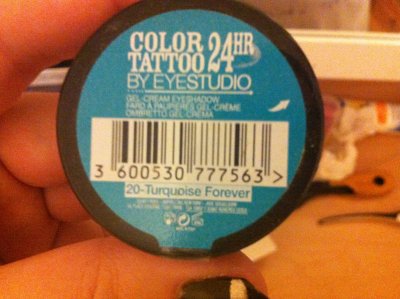 COLOR
TATTOO 24HR
BY EYESTUDIO
GEL-CREAM EYESHADOW
FARD À PAUPIÈRES GEL-CRÈME
OMBRETTO GEL-CREMA
3 600530 777563 >
20-Turquoise Forever